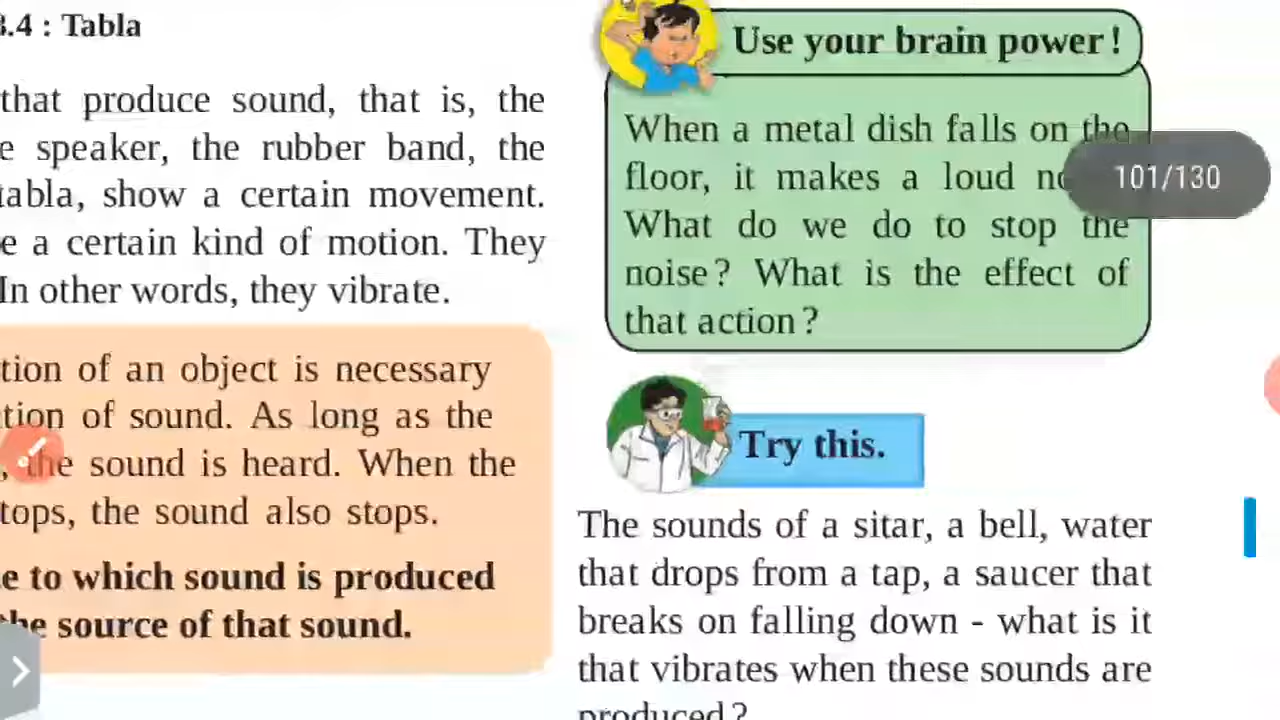 3.4 : Tabla
that produce sound, that is, the
e speaker, the rubber band, the
tabla, show a certain movement.
e a certain kind of motion. They
In other words, they vibrate.
tion of an object is necessary
tion of sound. As long as the
, the sound is heard. When the
tops, the sound also stops.
e to which sound is produced
the source of that sound.
Use your brain power!
When a metal dish falls on the
floor, it makes a loud
What do we do to stop the
noise? What is the effect of
that action?
101/130
Try this.
The sounds of a sitar, a bell, water
that drops from a tap, a saucer that
breaks on falling down - what is it
that vibrates when these sounds are
produced?